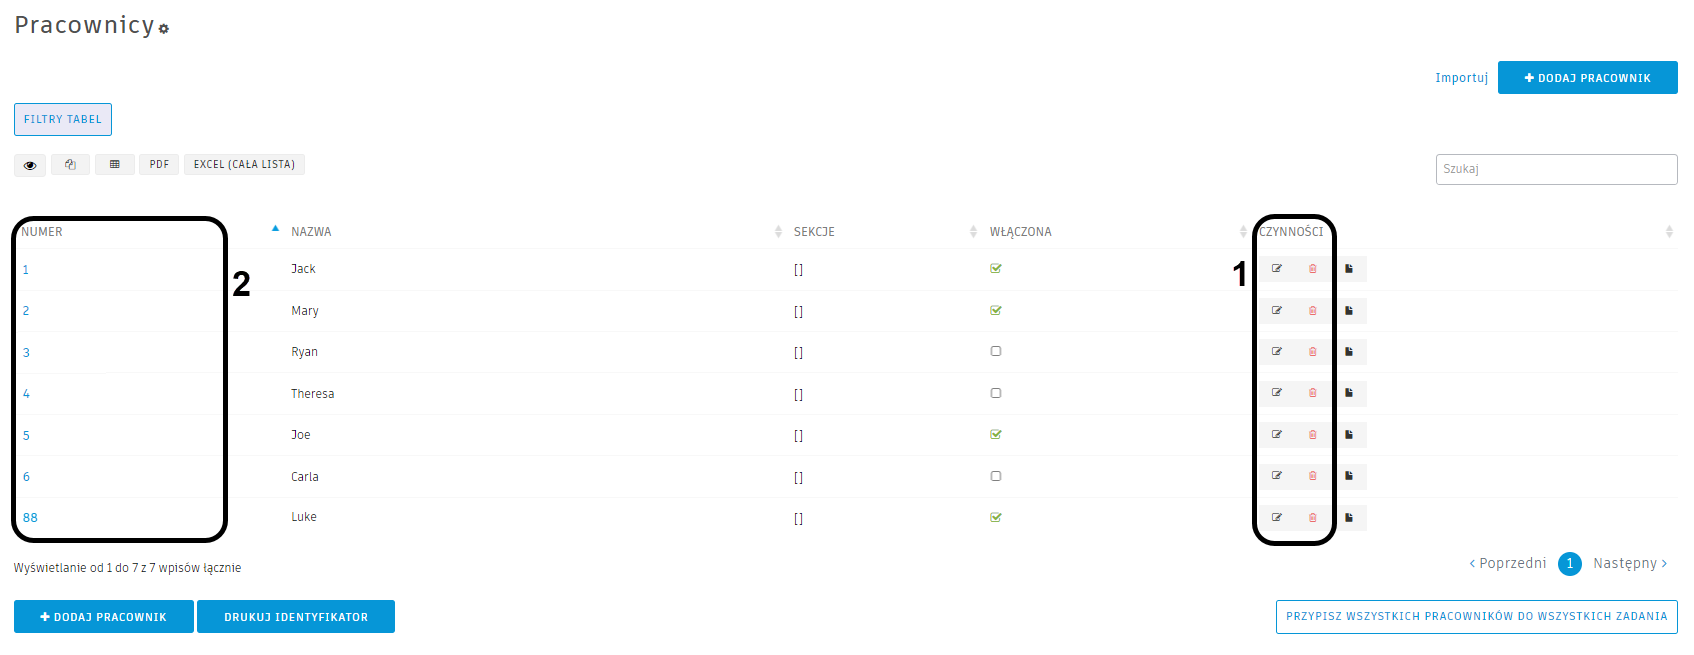 Pracownicy
Importuj
DODAJ PRACOWNIK
FILTRY TABEL
PDF EXCEL (CAŁA LISTA)
Szukaj
NUMER NAZWA SEKCJE WŁĄCZONA CZYNNOŚCI
1 Jack []
2 1
2 Mary []
3 Ryan []
4 Theresa []
5 Joe []
6 Carla []
88 Luke []
Wyświetlanie od 1 do 7 z 7 wpisów łącznie
< Poprzedni 1 Następny >
DODAJ PRACOWNIK DRUKUJ IDENTYFIKATOR
PRZYPISZ WSZYSTKICH PRACOWNIKÓW DO WSZYSTKICH ZADANIA